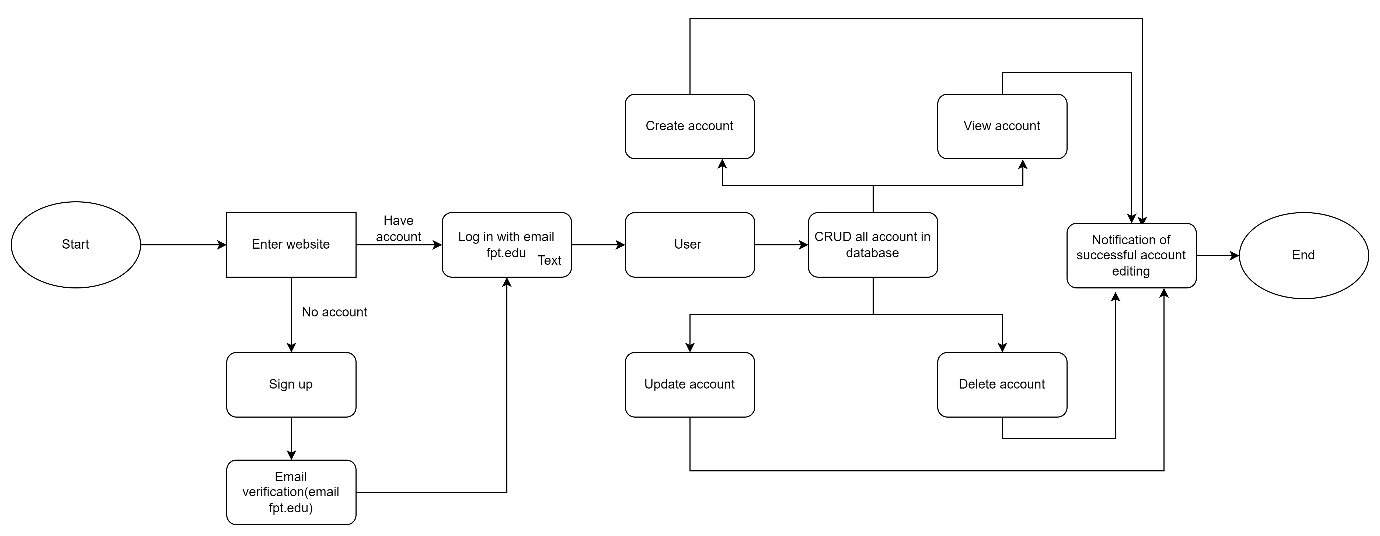 Create account
View account
Start
Enter website
Have
account
Log in with email
fpt.edu
Text
User
CRUD all account in
database
Notification of
successful account
editing
End
No account
Sign up
Update account
Delete account
Email
verification(email
fpt.edu)